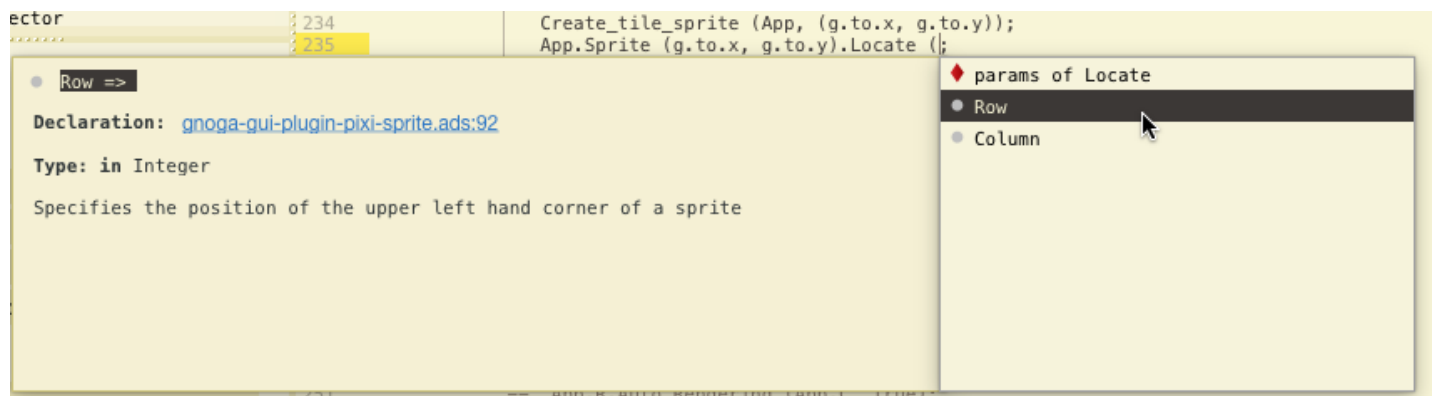 ector
234 Create_tile_sprite (App, (g.to.x, g.to.y));
235 App.Sprite (g.to.x, g.to.y).Locate (;
Row =>
Declaration: gnoga-gui-plugin-pixi-sprite.ads:92
Type: in Integer
Specifies the position of the upper left hand corner of a sprite
params of Locate
Row
Column